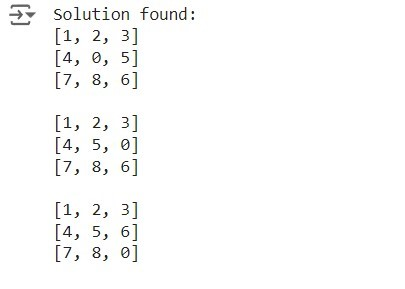 Solution found:
[1, 2, 3]
[4, 0, 5]
[7, 8, 6]

[1, 2, 3]
[4, 5, 0]
[7, 8, 6]

[1, 2, 3]
[4, 5, 6]
[7, 8, 0]